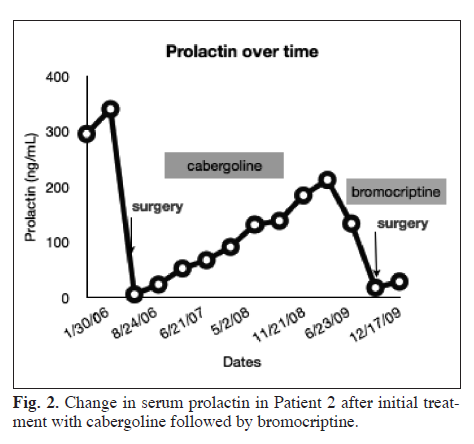 Prolactin over time
400
300
200
100
0
Prolactin (ng/mL)
cabergoline
bromocriptine
surgery
surgery
1/30/06
8/24/06
6/21/07
5/2/08
11/21/08
6/23/09
12/17/09
Dates
Fig. 2. Change in serum prolactin in Patient 2 after initial treat-
ment with cabergoline followed by bromocriptine.